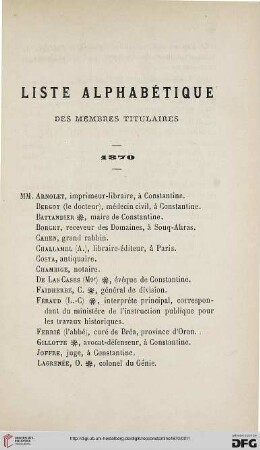 LISTE ALPHABÉTIQUE
DES MEMBRES TITULAIRES
1870
MM. ARNOLET, imprimeur-libraire, à Constantine.
BERGOT (le docteur), médecin civil, à Constantine.
BATTANDIER ✻, maire de Constantine.
BORGOT, receveur des Domaines, à Souq-Ahras.
CAHEN, grand rabbin.
CHALLAMEL (A.), libraire-éditeur, à Paris.
COSTA, antiquaire.
CHAMBIGE, notaire.
DE LAS CASES (Mgr) ✻, évêque de Constantine.
FAIDHERBE, C. ✻, général de division.
FÉRAUD (L.-C) ✻, interprète principal, correspon-
dant du ministère de l'instruction publique pour
les travaux historiques.
FERRIÉ (l'abbé), curé de Bréa, province d'Oran.
GILLOTTE ✻, avocat-défenseur, à Constantine.
JOFFRE, juge, à Constantine.
LAGRENÉE, O. ✻, colonel du Génie.